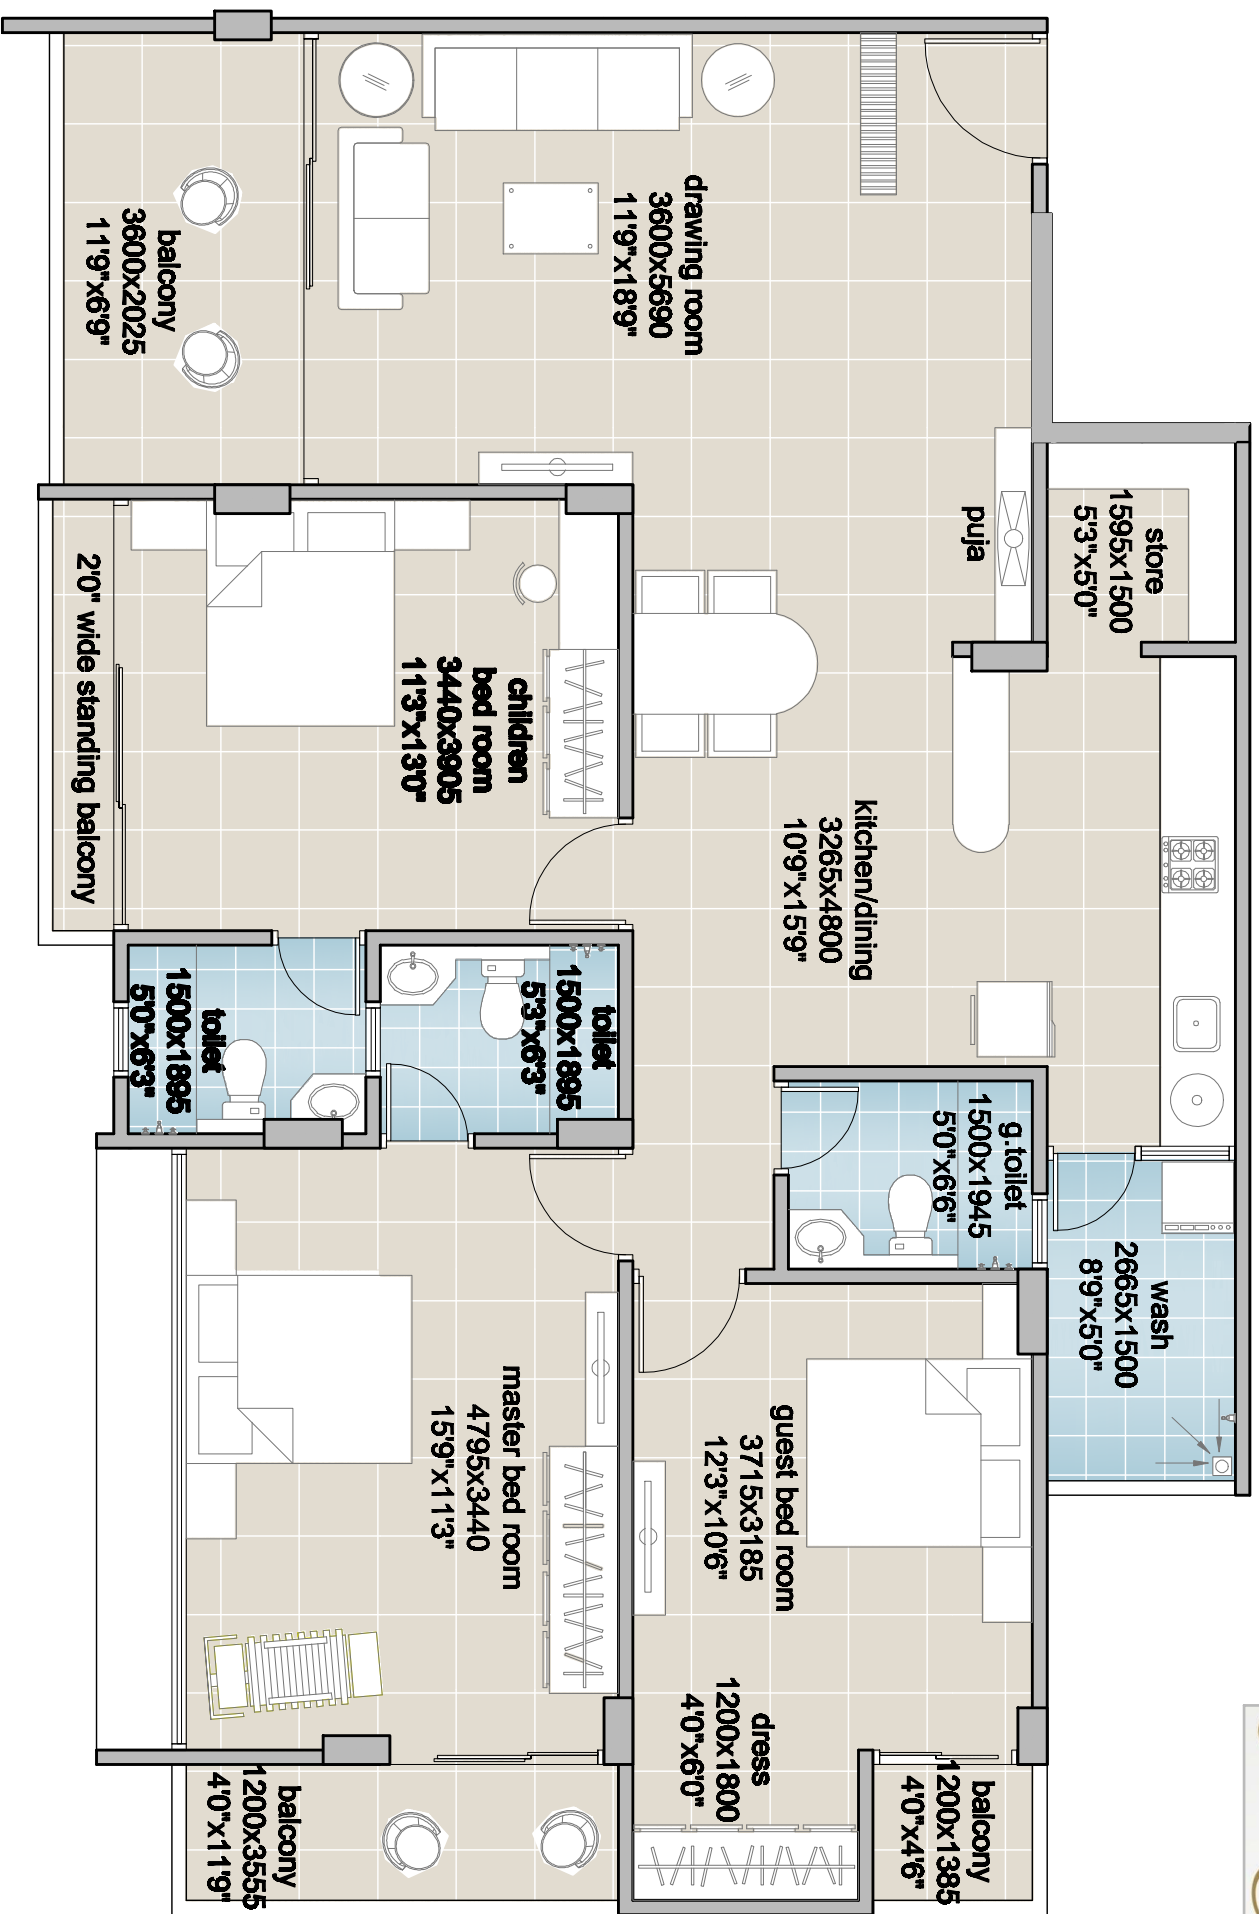 drawing room
3600x5690
11'9"x18'9"
balcony
3600x2025
11'9"x6'9"
store
1595x1500
5'3"x5'0"
puja
children
bed room
3440x3905
11'3"x13'0"
2'0" wide standing balcony
kitchen/dining
3265x4800
10'9"x15'9"
toilet
1500x1895
5'3"x6'3"
toilet
1500x1895
5'0"x6'3"
g.toilet
1500x1945
5'0"x6'6"
wash
2665x1500
8'9"x5'0"
master bed room
4795x3440
15'9"x11'3"
guest bed room
3715x3185
12'3"x10'6"
dress
1200x1800
4'0"x6'0"
balcony
1200x1385
4'0"x4'6"
balcony
1200x3555
4'0"x11'9"